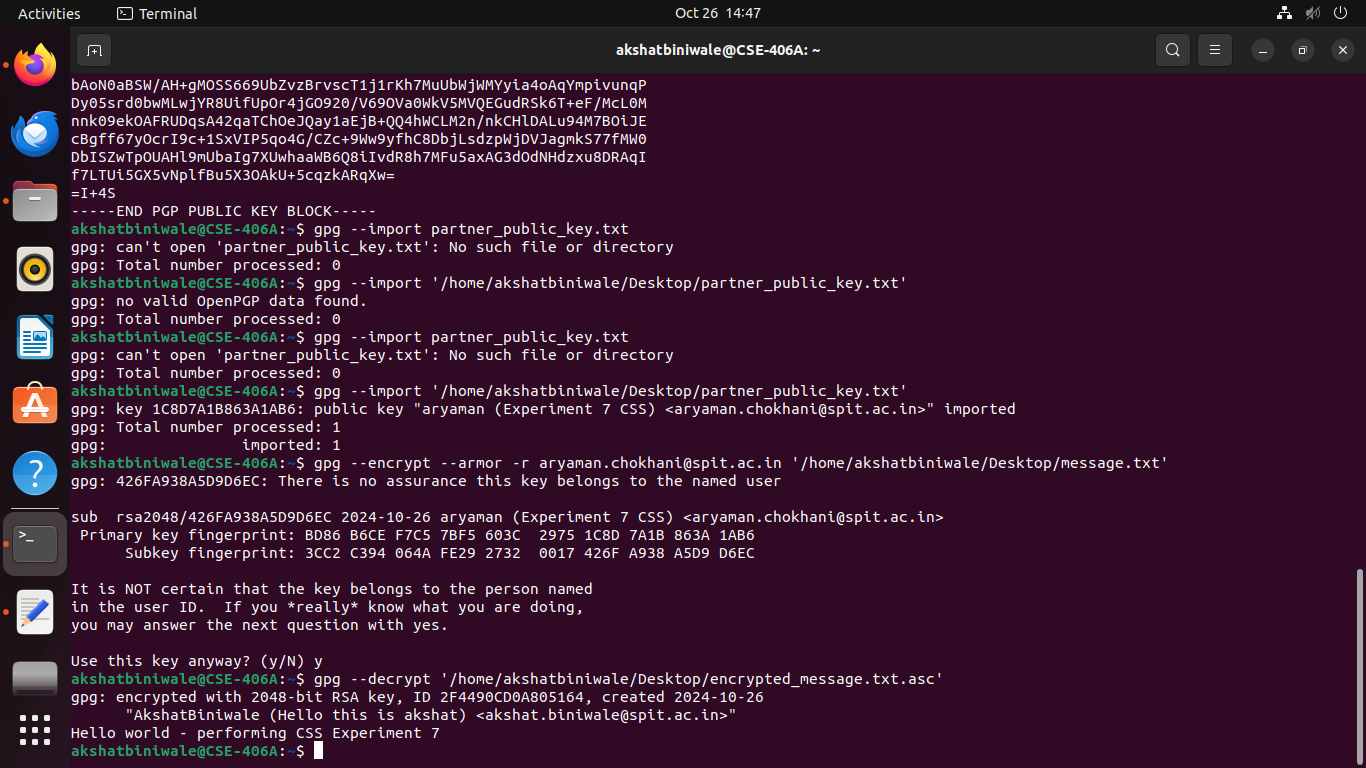 Activities
Terminal
Oct 26 14:47
akshatbiniwale@CSE-406A: ~
bAoN0aBSW/AH+gMOSS669UbZvzBrvscT1j1rKh7MuUbWjWMYyia4oAqYmpivunqP
Dy05srd0bwMLwjYR8UifUpOr4jGO920/V69OVa0WkV5MVQEGudRSk6T+eF/McL0M
nnk09ekOAFRUDqsA42qaTChOeJQay1aEjB+QQ4hWCLM2n/nkCHlDALu94M7BOiJE
cBgff67yOcrI9c+1SxVIP5qo4G/CZc+9Ww9yfhC8DbjLsdzpWjDVJagmkS77fMW0
DbISZwTpOUAHl9mUbaIg7XUwhaaWB6Q8iIvdR8h7MFu5axAG3dOdNHdzxu8DRAqI
f7LTUi5GX5vNplfBu5X3OAkU+5cqzkARqXw=
=I+4S
-----END PGP PUBLIC KEY BLOCK-----
akshatbiniwale@CSE-406A:~$ gpg --import partner_public_key.txt
gpg: can't open 'partner_public_key.txt': No such file or directory
gpg: Total number processed: 0
akshatbiniwale@CSE-406A:~$ gpg --import '/home/akshatbiniwale/Desktop/partner_public_key.txt'
gpg: no valid OpenPGP data found.
gpg: Total number processed: 0
akshatbiniwale@CSE-406A:~$ gpg --import partner_public_key.txt
gpg: can't open 'partner_public_key.txt': No such file or directory
gpg: Total number processed: 0
akshatbiniwale@CSE-406A:~$ gpg --import '/home/akshatbiniwale/Desktop/partner_public_key.txt'
gpg: key 1C8D7A1B863A1AB6: public key "aryaman (Experiment 7 CSS) <aryaman.chokhani@spit.ac.in>" imported
gpg: Total number processed: 1
gpg:               imported: 1
akshatbiniwale@CSE-406A:~$ gpg --encrypt --armor -r aryaman.chokhani@spit.ac.in '/home/akshatbiniwale/Desktop/message.txt'
gpg: 426FA938A5D9D6EC: There is no assurance this key belongs to the named user
sub  rsa2048/426FA938A5D9D6EC 2024-10-26 aryaman (Experiment 7 CSS) <aryaman.chokhani@spit.ac.in>
 Primary key fingerprint: BD86 B6CE F7C5 7BF5 603C  2975 1C8D 7A1B 863A 1AB6
      Subkey fingerprint: 3CC2 C394 064A FE29 2732  0017 426F A938 A5D9 D6EC
It is NOT certain that the key belongs to the person named
in the user ID.  If you *really* know what you are doing,
you may answer the next question with yes.
Use this key anyway? (y/N) y
akshatbiniwale@CSE-406A:~$ gpg --decrypt '/home/akshatbiniwale/Desktop/encrypted_message.txt.asc'
gpg: encrypted with 2048-bit RSA key, ID 2F4490CD0A805164, created 2024-10-26
      "AkshatBiniwale (Hello this is akshat) <akshat.biniwale@spit.ac.in>"
Hello world - performing CSS Experiment 7
akshatbiniwale@CSE-406A:~$